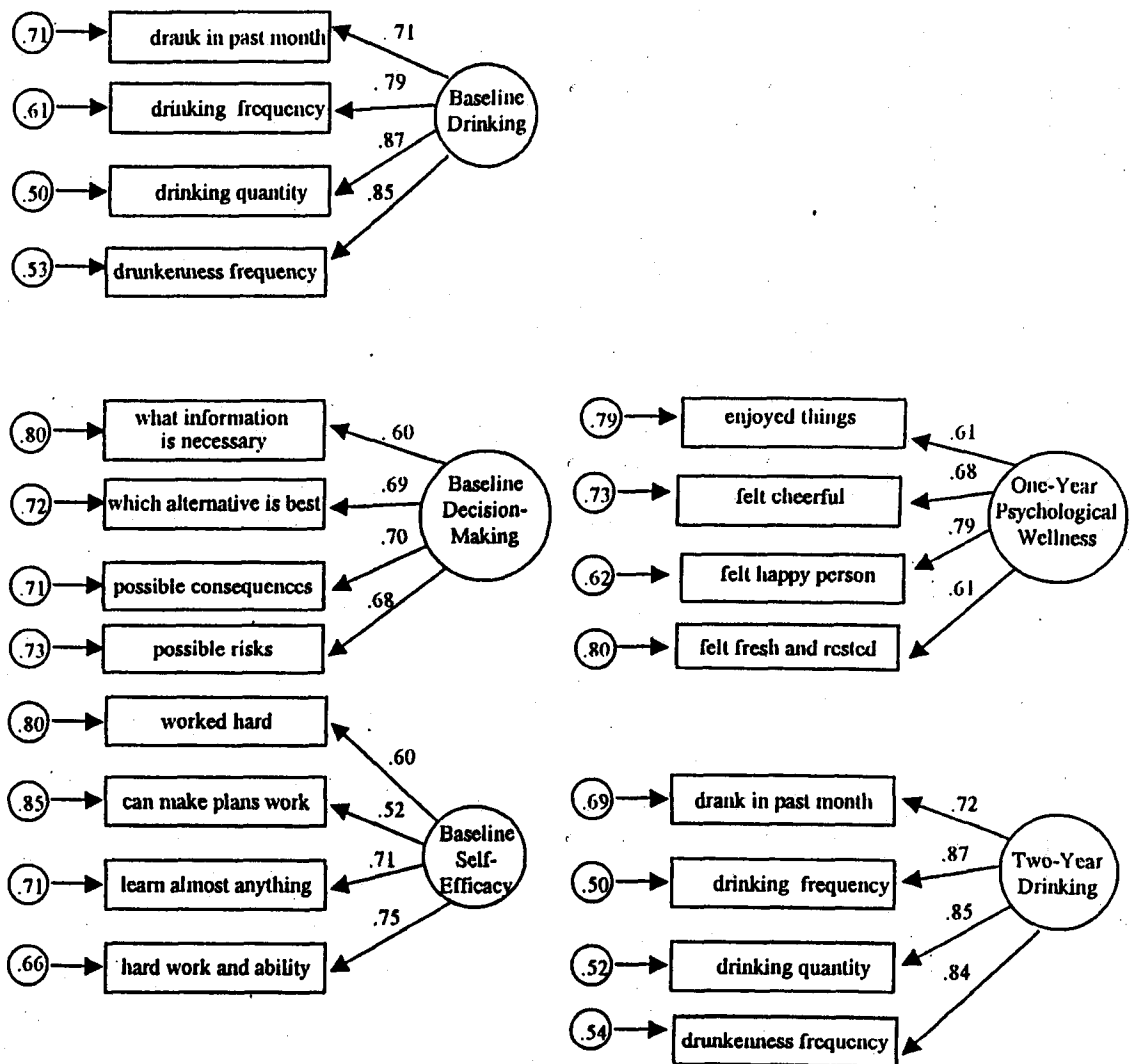 .71
drank in past month
.71
.61
drinking frequency
.79
Baseline
Drinking
.50
drinking quantity
.87
.53
drunkenness frequency
.85
.80
what information
is necessary
.60
.72
which alternative is best
.69
Baseline
Decision-
Making
.71
possible consequences
.70
.73
possible risks
.68
.80
worked hard
.60
.85
can make plans work
.52
Baseline
Self-
Efficacy
.71
learn almost anything
.71
.66
hard work and ability
.75
.79
enjoyed things
.61
.73
felt cheerful
.68
One-Year
Psychological
Wellness
.62
felt happy person
.79
.80
felt fresh and rested
.61
.69
drank in past month
.72
.50
drinking frequency
.87
Two-Year
Drinking
.52
drinking quantity
.85
.54
drunkenness frequency
.84